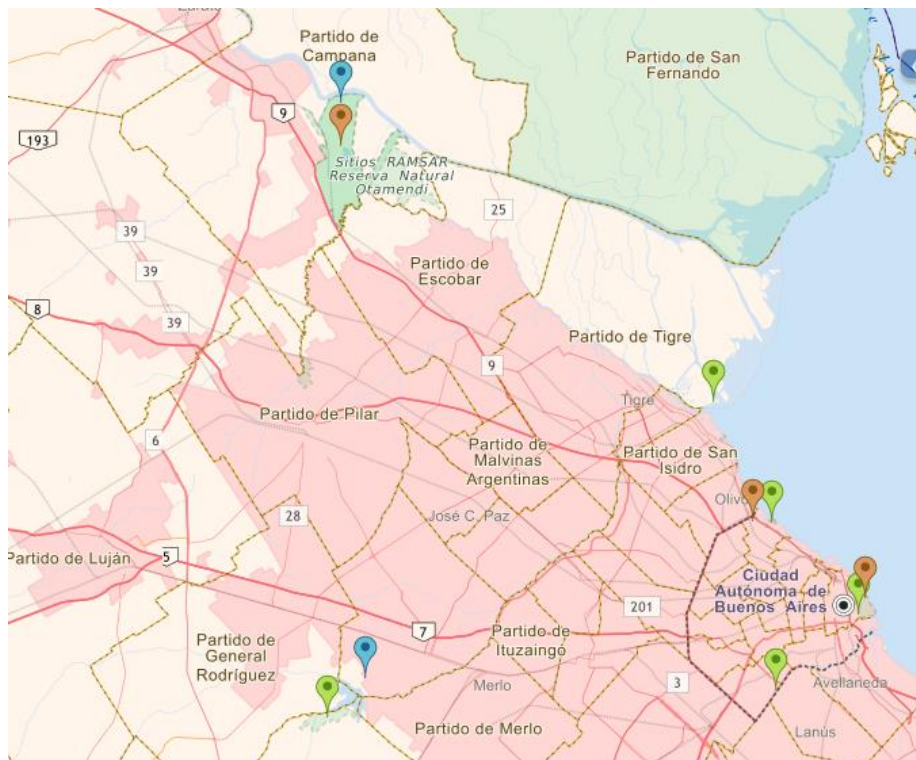 Zárate
Partido de
Campana
Partido de San
Fernando
9
193
Sitios RAMSAR
Reserva Natural
Otamendi
25
39
39
Partido de
Escobar
8
39
Partido de Tigre
9
Tigre
Partido de Pilar
6
Partido de
Malvinas
Argentinas
Partido de San
Isidro
Olivo
28
José C. Paz
5
Partido de Luján
Ciudad
Autónoma de
Buenos Aires
201
7
Partido de
General
Rodríguez
Partido de
Ituzaingó
Merlo
3
Avellaneda
Partido de Merlo
Lanús